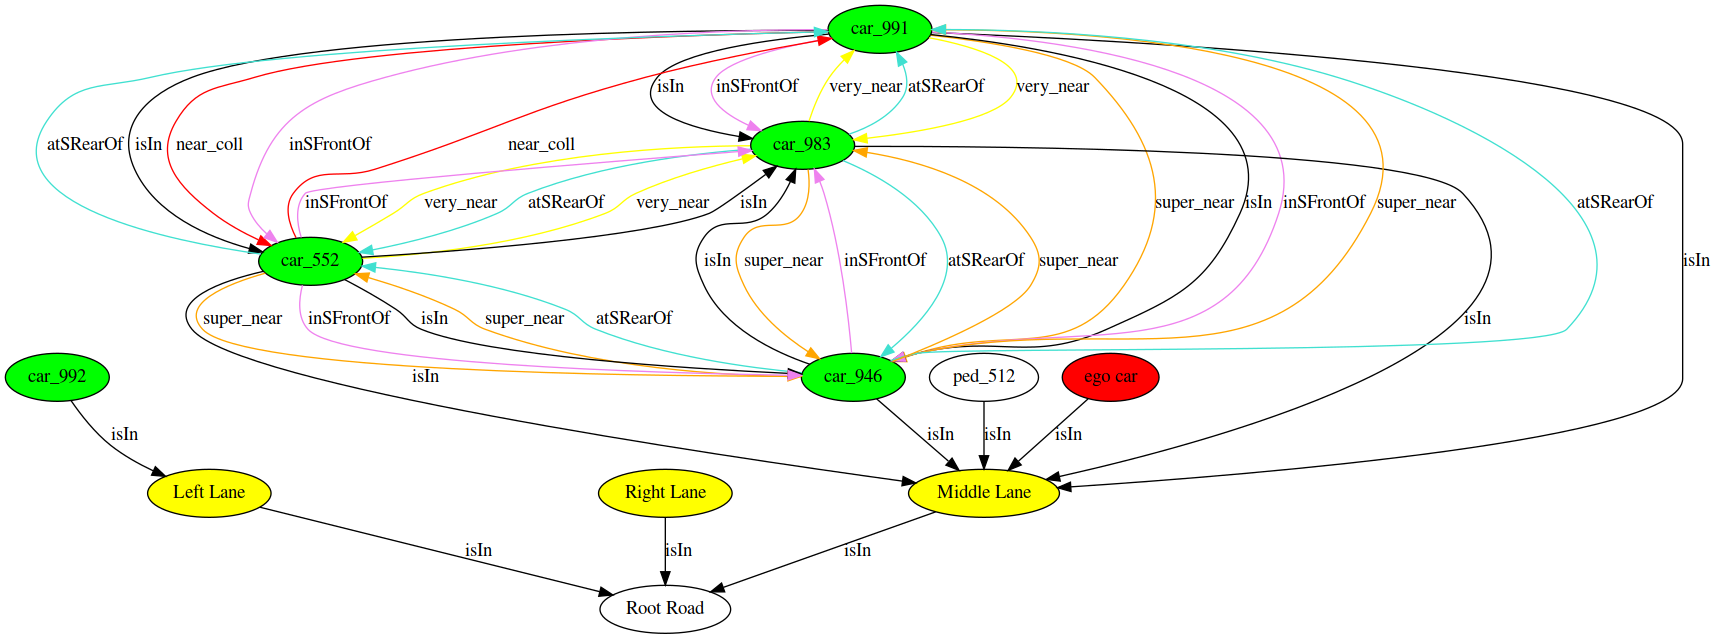 car_991
isIn
inSFrontOf
very_near
atSRearOf
very_near
atSRearOf
isIn
near_coll
inSFrontOf
near_coll
car_983
inSFrontOf
very_near
atSRearOf
very_near
isIn
super_near
isIn
inSFrontOf
super_near
atSRearOf
isIn
car_552
isIn
super_near
inSFrontOf
atSRearOf
super_near
super_near
inSFrontOf
isIn
super_near
atSRearOf
isIn
car_992
isIn
car_946
ped_512
ego car
isIn
isIn
isIn
isIn
Left Lane
Right Lane
Middle Lane
isIn
isIn
isIn
Root Road